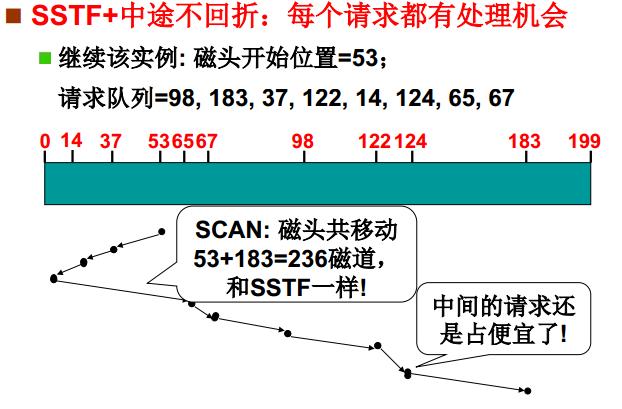 SSTF+中途不回折：每个请求都有处理机会
继续该实例: 磁头开始位置=53；
请求队列=98, 183, 37, 122, 14, 124, 65, 67
0 14 37 53 65 67 98 122 124 183 199
SCAN: 磁头共移动
53+183=236磁道，
和SSTF一样!
中间的请求还
是占便宜了!